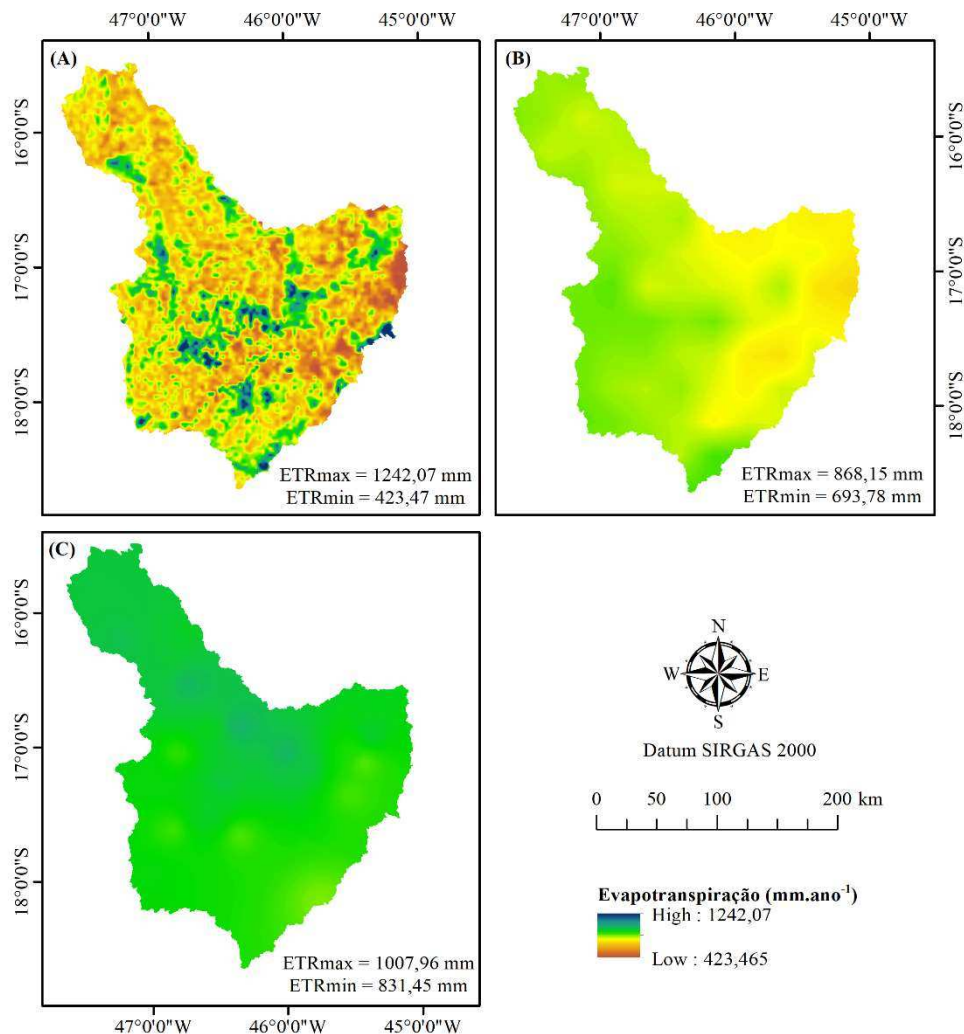 47°0'0"W 46°0'0"W 45°0'0"W
47°0'0"W 46°0'0"W 45°0'0"W
(A)
16°0'0"S
17°0'0"S
18°0'0"S
ETRmax = 1242,07 mm
ETRmin = 423,47 mm
(B)
16°0'0"S
17°0'0"S
18°0'0"S
ETRmax = 868,15 mm
ETRmin = 693,78 mm
(C)
16°0'0"S
17°0'0"S
18°0'0"S
ETRmax = 1007,96 mm
ETRmin = 831,45 mm
47°0'0"W 46°0'0"W 45°0'0"W
N
W E
S
Datum SIRGAS 2000
0 50 100 200 km
Evapotranspiração (mm.ano⁻¹)
High : 1242,07
Low : 423,465